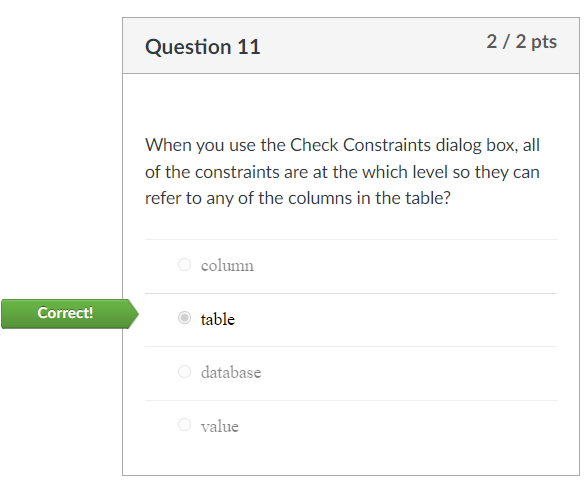 Question 11
2 / 2 pts
When you use the Check Constraints dialog box, all
of the constraints are at the which level so they can
refer to any of the columns in the table?
column
Correct!
table
database
value